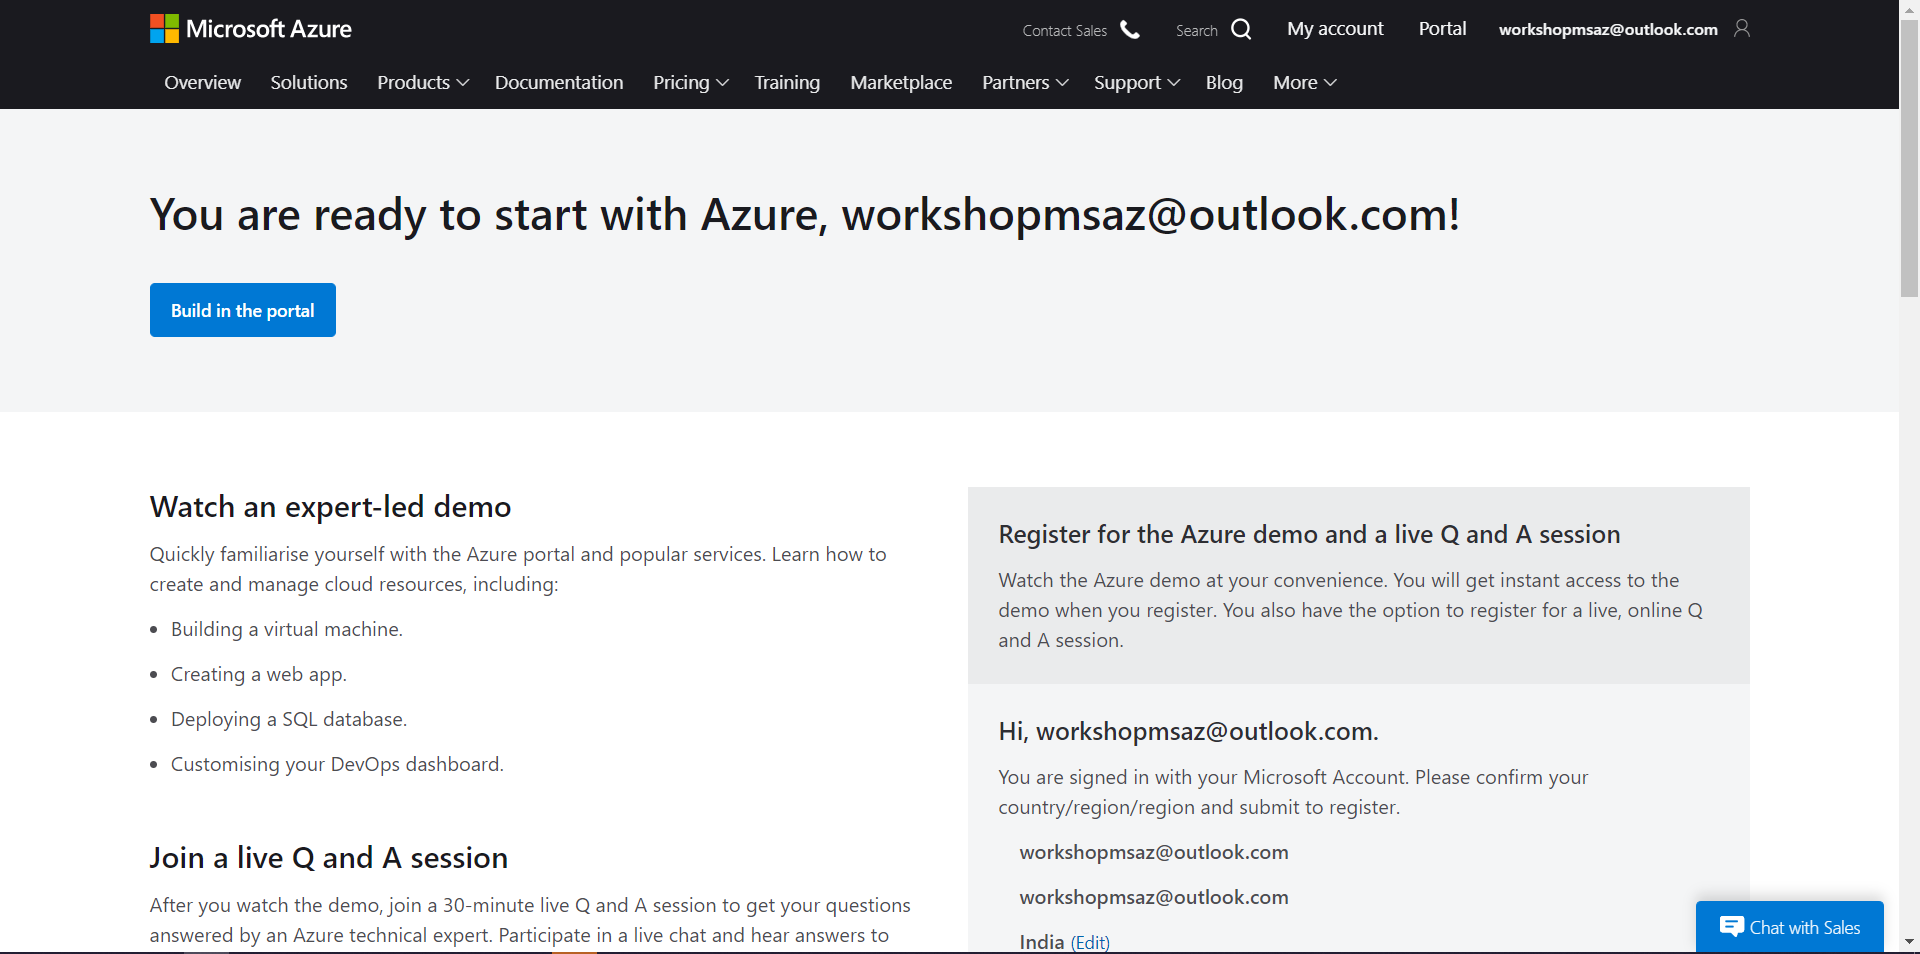 Microsoft Azure
Contact Sales
Search
My account
Portal
workshopmsaz@outlook.com
Overview
Solutions
Products
Documentation
Pricing
Training
Marketplace
Partners
Support
Blog
More
You are ready to start with Azure, workshopmsaz@outlook.com!
Build in the portal
Watch an expert-led demo
Quickly familiarise yourself with the Azure portal and popular services. Learn how to
create and manage cloud resources, including:
• Building a virtual machine.
• Creating a web app.
• Deploying a SQL database.
• Customising your DevOps dashboard.
Join a live Q and A session
After you watch the demo, join a 30-minute live Q and A session to get your questions
answered by an Azure technical expert. Participate in a live chat and hear answers to
Register for the Azure demo and a live Q and A session
Watch the Azure demo at your convenience. You will get instant access to the
demo when you register. You also have the option to register for a live, online Q
and A session.
Hi, workshopmsaz@outlook.com.
You are signed in with your Microsoft Account. Please confirm your
country/region/region and submit to register.
workshopmsaz@outlook.com
workshopmsaz@outlook.com
India (Edit)
Chat with Sales